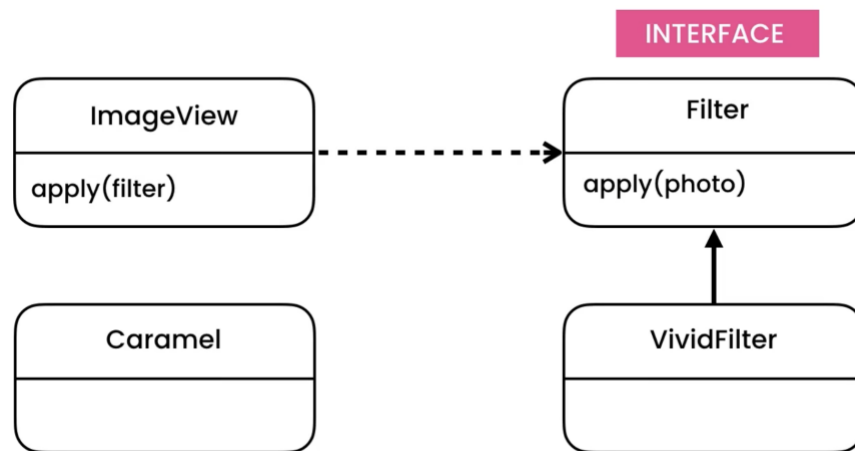 INTERFACE
ImageView
Filter
apply(filter)
apply(photo)
Caramel
VividFilter